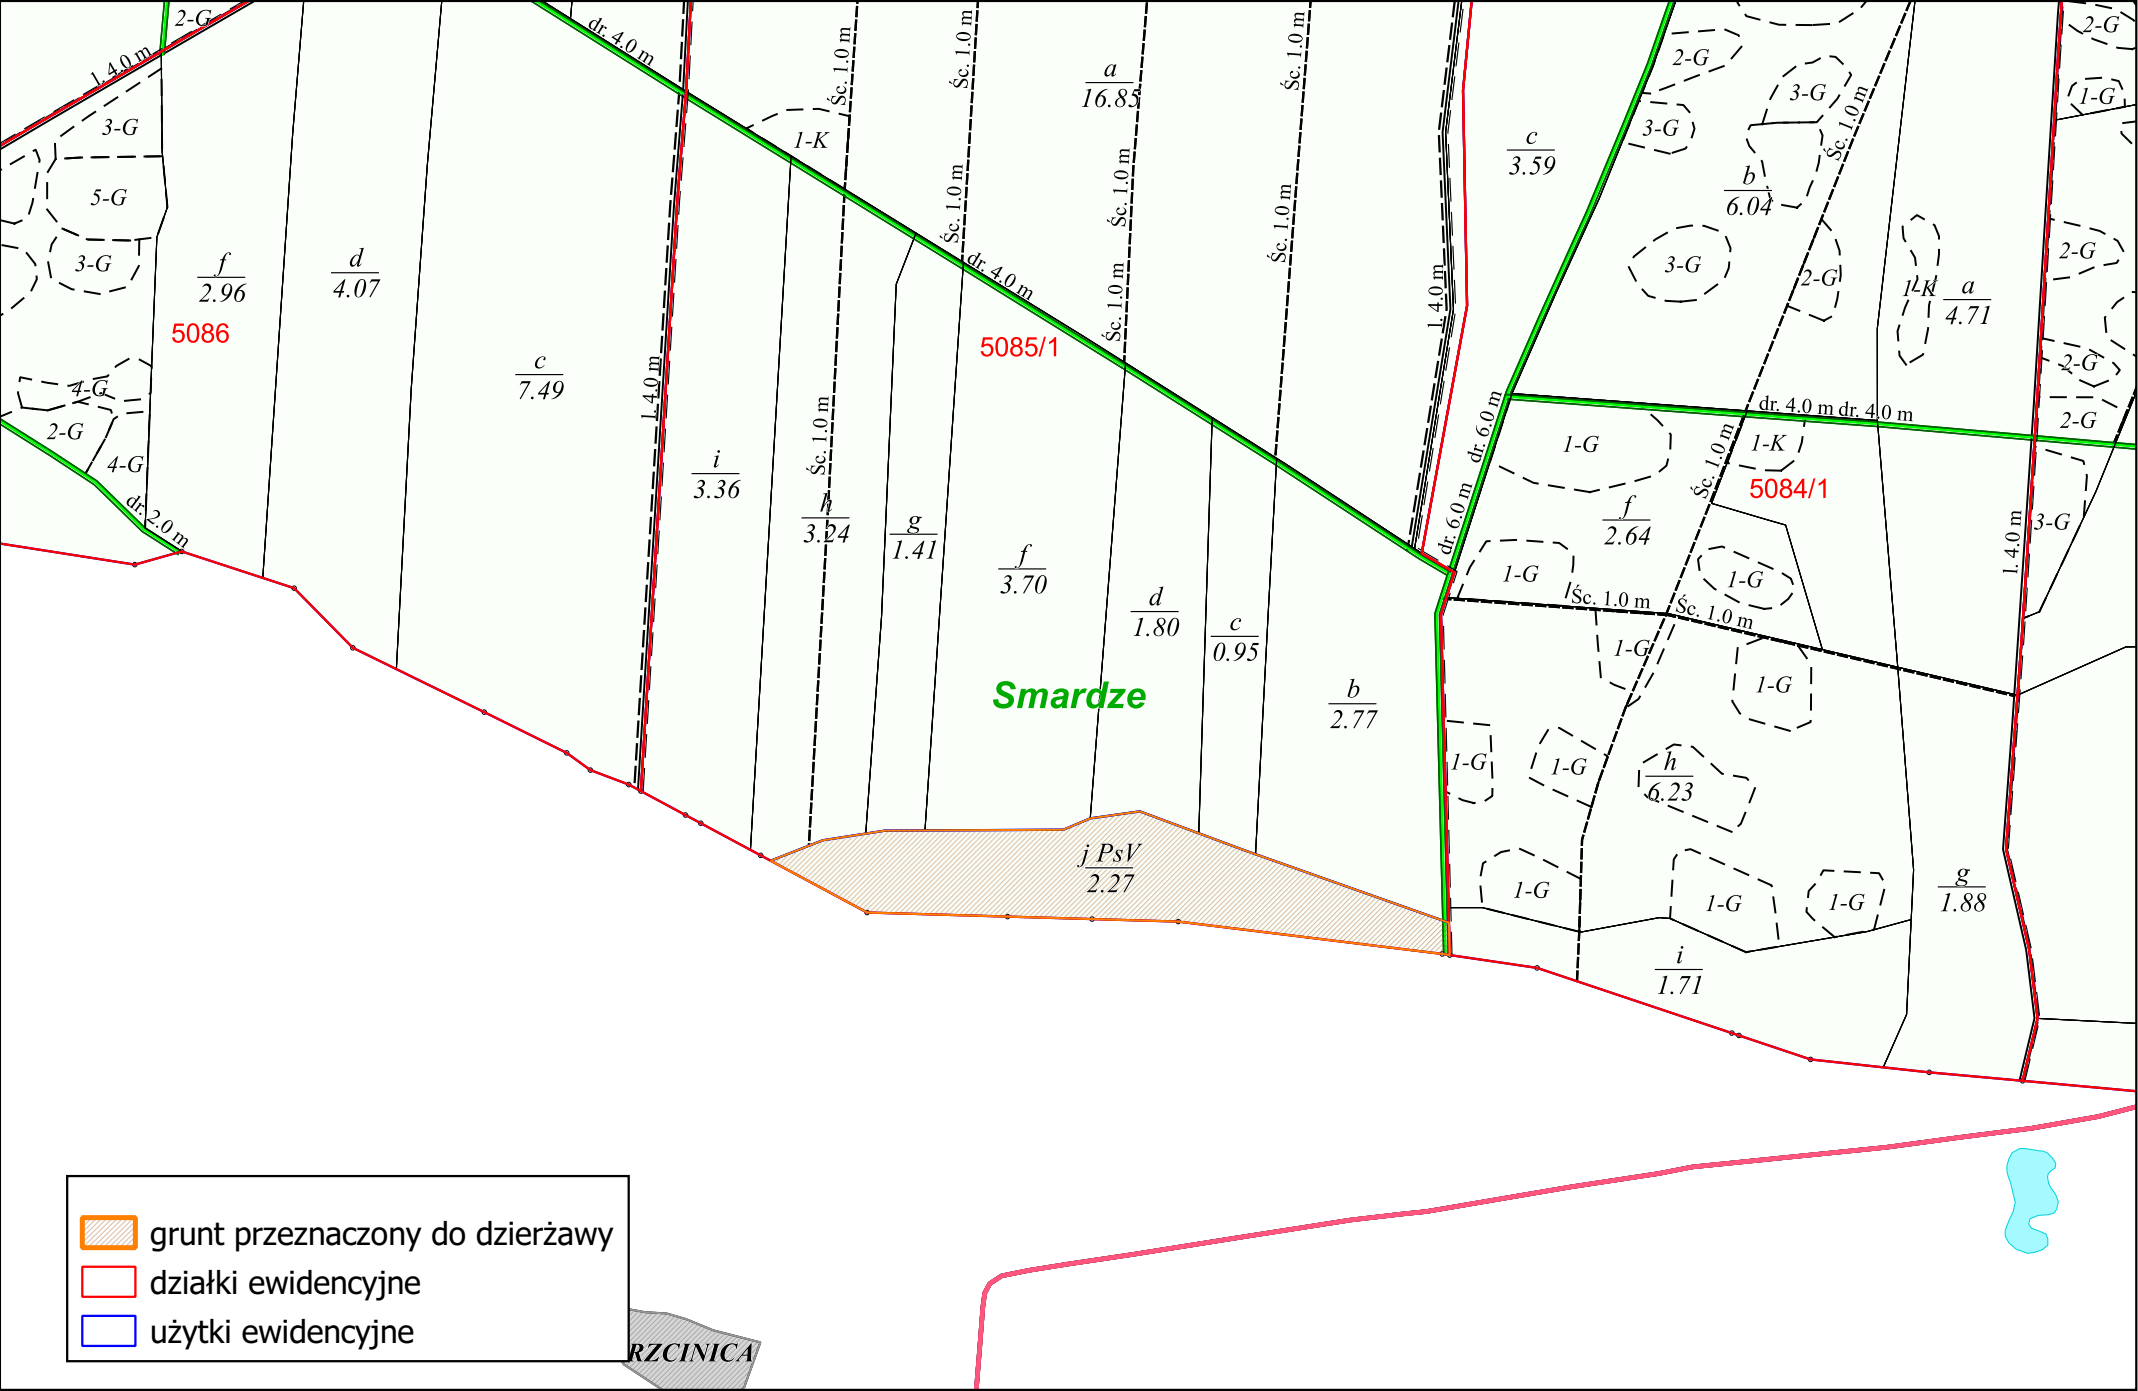 2-G
l. 4.0 m
3-G
5-G
3-G
f
2.96
5086
d
4.07
c
7.49
4-G
2-G
4-G
dr. 2.0 m
dr. 4.0 m
l. 4.0 m
1-K
Śc. 1.0 m
Śc. 1.0 m
a
16.85
Śc. 1.0 m
Śc. 1.0 m
Śc. 1.0 m
Śc. 1.0 m
dr. 4.0 m
Śc. 1.0 m
5085/1
l. 4.0 m
c
3.59
i
3.36
Śc. 1.0 m
h
3.24
g
1.41
f
3.70
d
1.80
c
0.95
b
2.77
Smardze
j PsV
2.27
2-G
3-G
3-G
Śc. 1.0 m
b
6.04
3-G
2-G
1-K
a
4.71
2-G
1-G
2-G
2-G
2-G
3-G
dr. 6.0 m
dr. 6.0 m
dr. 4.0 m
dr. 4.0 m
1-G
1-K
Śc. 1.0 m
5084/1
f
2.64
1-G
1-G
Śc. 1.0 m
Śc. 1.0 m
l. 4.0 m
1-G
1-G
1-G
1-G
h
6.23
1-G
1-G
1-G
g
1.88
i
1.71
grunt przeznaczony do dzierżawy
działki ewidencyjne
użytki ewidencyjne
RZCINICA